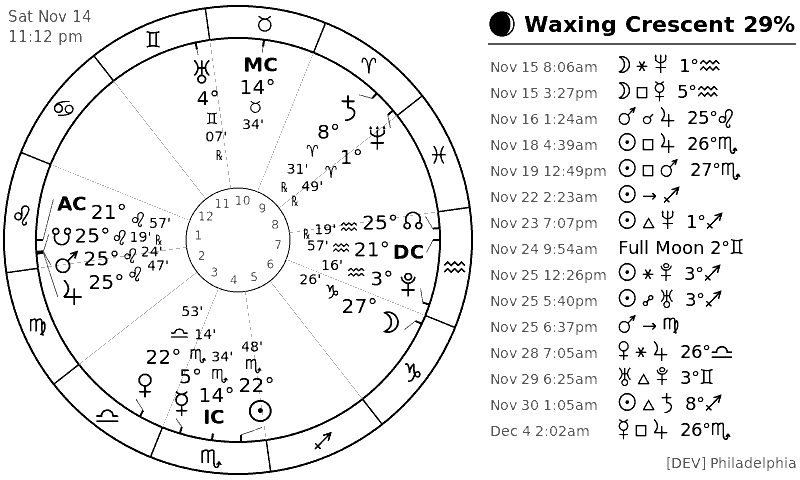 Sat Nov 14
11:12 pm
Waxing Crescent 29%
Nov 15 8:06am ☽ ⚹ ♆ 1°♒
Nov 15 3:27pm ☽ □ ☿ 5°♒
Nov 16 1:24am ♂ ☌ ♃ 25°♌
Nov 18 4:39am ☉ □ ♃ 26°♏
Nov 19 12:49pm ☉ □ ♂ 27°♏
Nov 22 2:23am ☉ → ♐
Nov 23 7:07pm ☉ △ ♆ 1°♐
Nov 24 9:54am Full Moon 2°♊
Nov 25 12:26pm ☉ ⚹ ⯓ 3°♐
Nov 25 5:40pm ☉ ☍ ♅ 3°♐
Nov 25 6:37pm ♂ → ♍
Nov 28 7:05am ♀ ⚹ ♃ 26°♎
Nov 29 6:25am ♅ △ ⯓ 3°♊
Nov 30 1:05am ☉ △ ♄ 8°♐
Dec 4 2:02am ☿ □ ♃ 26°♏
[DEV] Philadelphia
♊
♉
♈
♋
♓
♌
♒
♍
♑
♎
♏
♐
♅ 4° ♊ 07' ℞
MC 14° ♉ 34'
♄ 8° ♈ 31' ℞
♆ 1° ♈ 49' ℞
AC 21° ♌ 57'
☋ 25° ♌ 19' ℞
♂ 25° ♌ 24'
♃ 25° ♌ 47'
℞ 19' ♒ 25° ☊
57' ♒ 21° DC
16' ♒ 3° ⯓
26' ♑ 27° ☽
♀ 22° ♎ 53'
☿ 5° ♏ 14'
IC 14° ♏ 34'
☉ 22° ♏ 48'
1
2
3
4
5
6
7
8
9
10
11
12